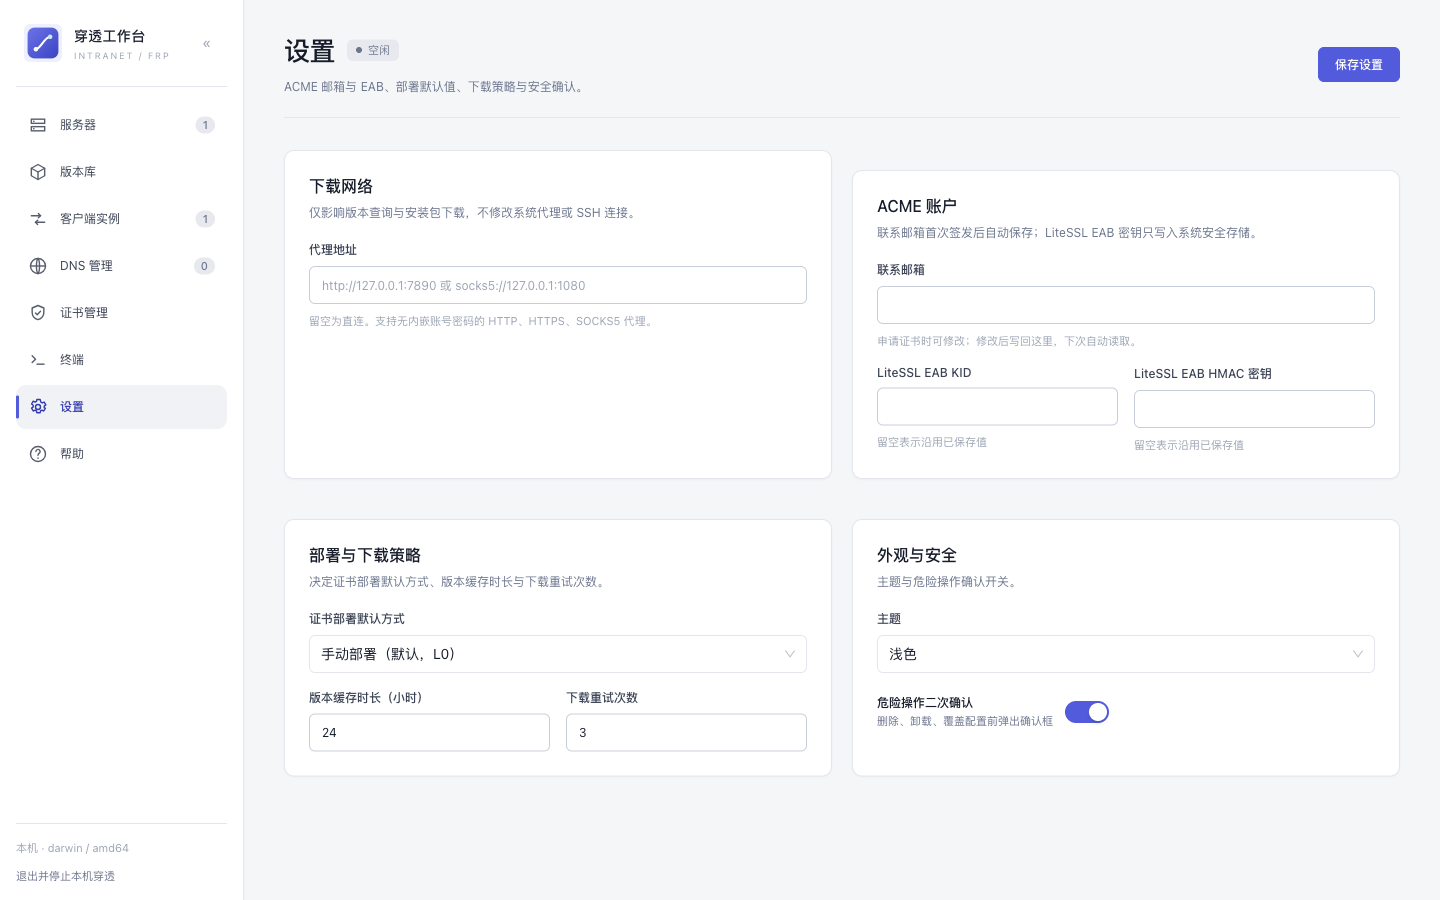 穿透工作台
INTRANET / FRP
«
服务器 1
版本库
客户端实例 1
DNS 管理 0
证书管理
终端
设置
帮助
本机 · darwin / amd64
退出并停止本机穿透
设置 空闲
ACME 邮箱与 EAB、部署默认值、下载策略与安全确认。
保存设置
下载网络
仅影响版本查询与安装包下载，不修改系统代理或 SSH 连接。
代理地址
http://127.0.0.1:7890 或 socks5://127.0.0.1:1080
留空为直连。支持无内嵌账号密码的 HTTP、HTTPS、SOCKS5 代理。
ACME 账户
联系邮箱首次签发后自动保存；LiteSSL EAB 密钥只写入系统安全存储。
联系邮箱
申请证书时可修改；修改后写回这里，下次自动读取。
LiteSSL EAB KID
留空表示沿用已保存值
LiteSSL EAB HMAC 密钥
留空表示沿用已保存值
部署与下载策略
决定证书部署默认方式、版本缓存时长与下载重试次数。
证书部署默认方式
手动部署（默认，L0）
版本缓存时长（小时）
24
下载重试次数
3
外观与安全
主题与危险操作确认开关。
主题
浅色
危险操作二次确认
删除、卸载、覆盖配置前弹出确认框